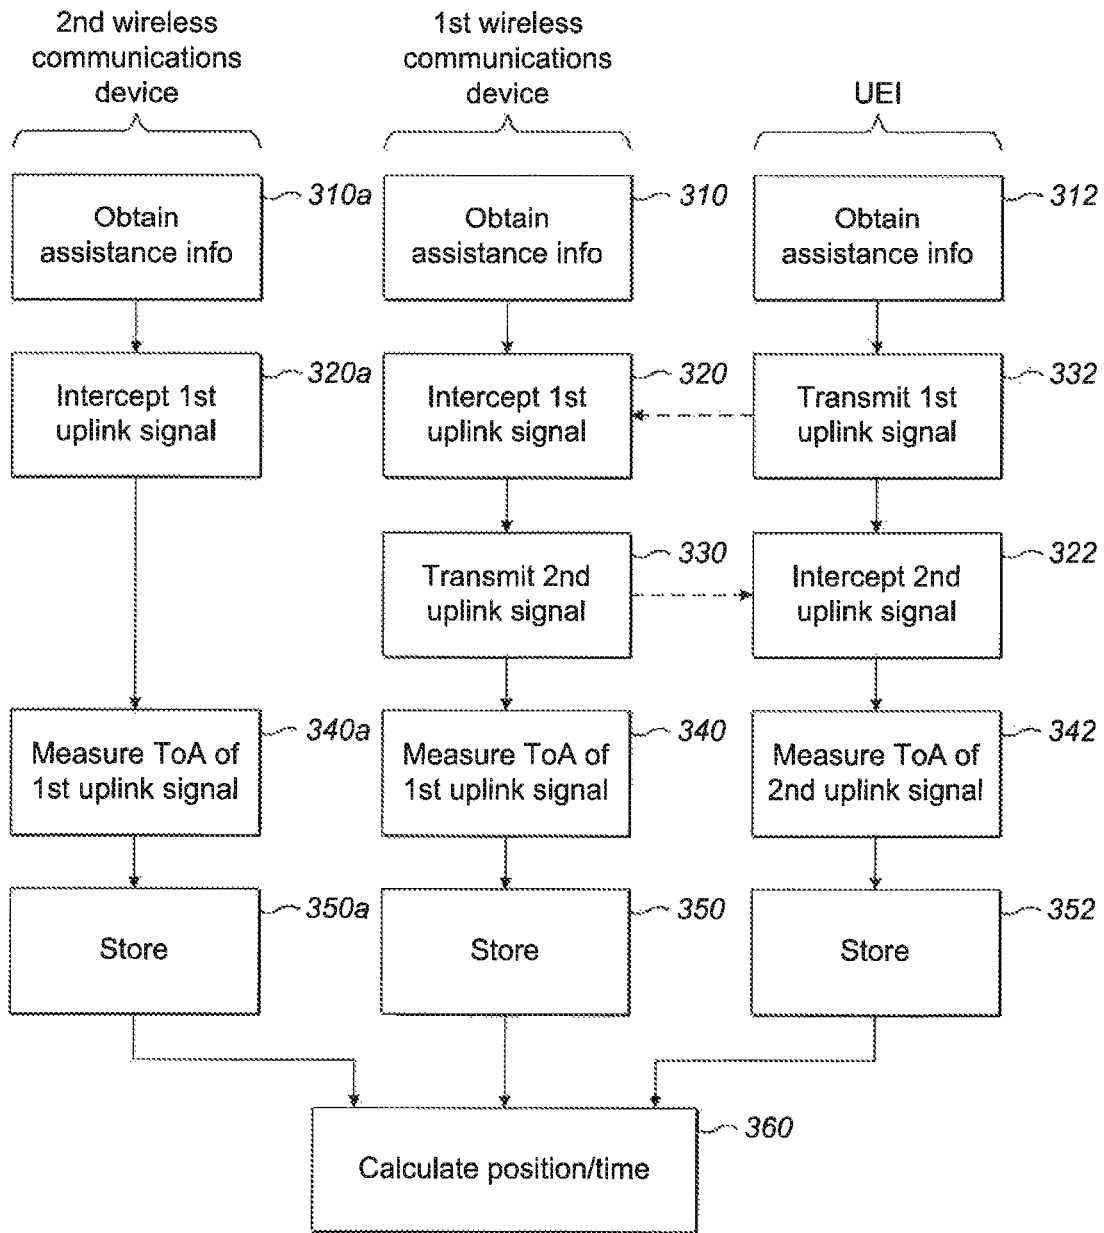 2nd wireless
communications
device
1st wireless
communications
device
UEI
Obtain
assistance info
310a
Obtain
assistance info
310
Obtain
assistance info
312
Intercept 1st
uplink signal
320a
Intercept 1st
uplink signal
320
Transmit 1st
uplink signal
332
Transmit 2nd
uplink signal
330
Intercept 2nd
uplink signal
322
Measure ToA of
1st uplink signal
340a
Measure ToA of
1st uplink signal
340
Measure ToA of
2nd uplink signal
342
Store
350a
Store
350
Store
352
Calculate position/time
360